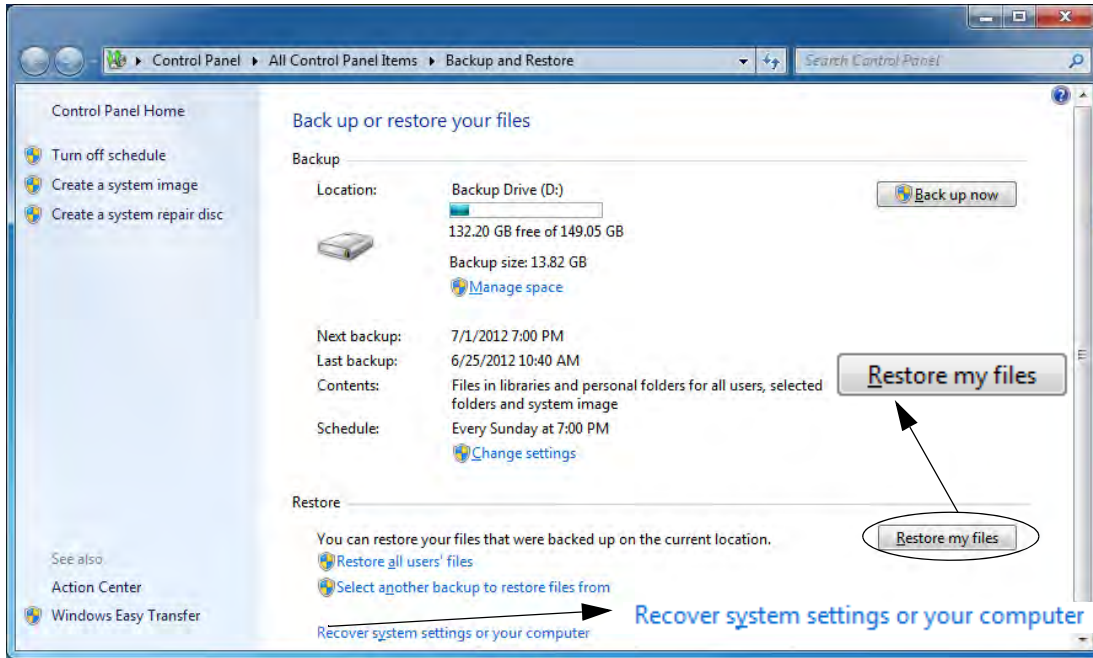 Control Panel ▸ All Control Panel Items ▸ Backup and Restore
Search Control Panel
Control Panel Home
Turn off schedule
Create a system image
Create a system repair disc
Back up or restore your files
Backup
Location: Backup Drive (D:)
Back up now
132.20 GB free of 149.05 GB
Backup size: 13.82 GB
Manage space
Next backup: 7/1/2012 7:00 PM
Last backup: 6/25/2012 10:40 AM
Contents: Files in libraries and personal folders for all users, selected
folders and system image
Restore my files
Schedule: Every Sunday at 7:00 PM
Change settings
Restore
You can restore your files that were backed up on the current location.
Restore my files
Restore all users' files
Select another backup to restore files from
Recover system settings or your computer
Recover system settings or your computer
See also
Action Center
Windows Easy Transfer